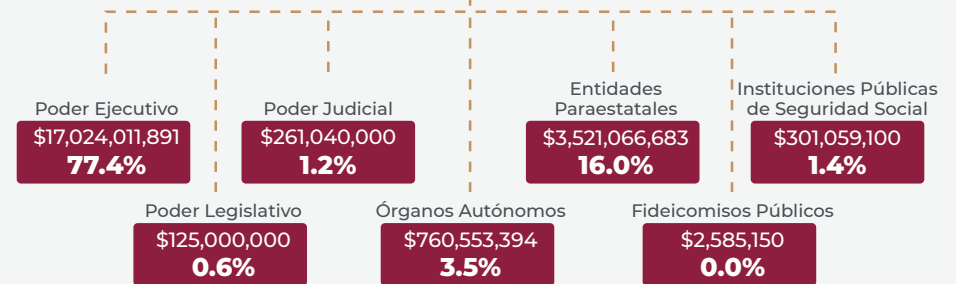 Poder Ejecutivo
$17,024,011,891
77.4%
Poder Judicial
$261,040,000
1.2%
Entidades
Paraestatales
$3,521,066,683
16.0%
Instituciones Públicas
de Seguridad Social
$301,059,100
1.4%
Poder Legislativo
$125,000,000
0.6%
Órganos Autónomos
$760,553,394
3.5%
Fideicomisos Públicos
$2,585,150
0.0%